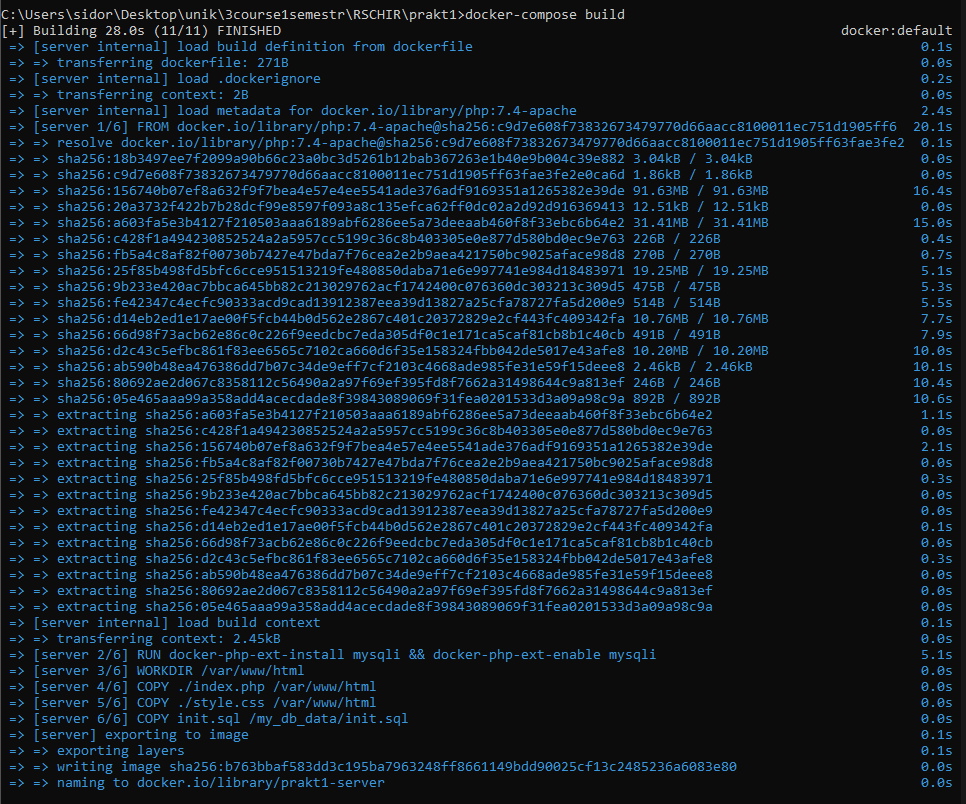 C:\Users\sidor\Desktop\unik\3course1semestr\RSCHIR\prakt1>docker-compose build
[+] Building 28.0s (11/11) FINISHED docker:default
=> [server internal] load build definition from dockerfile 0.1s
=> => transferring dockerfile: 271B 0.0s
=> [server internal] load .dockerignore 0.2s
=> => transferring context: 2B 0.0s
=> [server internal] load metadata for docker.io/library/php:7.4-apache 2.4s
=> [server 1/6] FROM docker.io/library/php:7.4-apache@sha256:c9d7e608f73832673479770d66aacc8100011ec751d1905ff6 20.1s
=> => resolve docker.io/library/php:7.4-apache@sha256:c9d7e608f73832673479770d66aacc8100011ec751d1905ff63fae3fe2 0.1s
=> => sha256:18b3497ee7f2099a90b66c23a0bc3d5261b12bab367263e1b40e9b004c39e882 3.04kB / 3.04kB 0.0s
=> => sha256:c9d7e608f73832673479770d66aacc8100011ec751d1905ff63fae3fe2e0ca6d 1.86kB / 1.86kB 0.0s
=> => sha256:156740b07ef8a632f9f7bea4e57e4ee5541ade376adf9169351a1265382e39de 91.63MB / 91.63MB 16.4s
=> => sha256:20a3732f422b7b28dcf99e8597f093a8c135efca62ff0dc02a2d92d916369413 12.51kB / 12.51kB 0.0s
=> => sha256:a603fa5e3b4127f210503aaa6189abf6286ee5a73deeaab460f8f33ebc6b64e2 31.41MB / 31.41MB 15.0s
=> => sha256:c428f1a494230852524a2a5957cc5199c36c8b403305e0e877d580bd0ec9e763 226B / 226B 0.4s
=> => sha256:fb5a4c8af82f00730b7427e47bda7f76cea2e2b9aea421750bc9025aface98d8 270B / 270B 0.7s
=> => sha256:25f85b498fd5bfc6cce951513219fe480850daba71e6e997741e984d18483971 19.25MB / 19.25MB 5.1s
=> => sha256:9b233e420ac7bbca645bb82c213029762acf1742400c076360dc303213c309d5 475B / 475B 5.3s
=> => sha256:fe42347c4ecfc90333acd9cad13912387eea39d13827a25cfa78727fa5d200e9 514B / 514B 5.5s
=> => sha256:d14eb2ed1e17ae00f5fcb44b0d562e2867c401c20372829e2cf443fc409342fa 10.76MB / 10.76MB 7.7s
=> => sha256:66d98f73acb62e86c0c226f9eedcbc7eda305df0c1e171ca5caf81cb8b1c40cb 491B / 491B 7.9s
=> => sha256:d2c43c5efbc861f83ee6565c7102ca660d6f35e158324fbb042de5017e43afe8 10.20MB / 10.20MB 10.0s
=> => sha256:ab590b48ea476386dd7b07c34de9eff7cf2103c4668ade985fe31e59f15deee8 2.46kB / 2.46kB 10.1s
=> => sha256:80692ae2d067c8358112c56490a2a97f69ef395fd8f7662a31498644c9a813ef 246B / 246B 10.4s
=> => sha256:05e465aaa99a358add4acecdade8f39843089069f31fea0201533d3a09a98c9a 892B / 892B 10.6s
=> => extracting sha256:a603fa5e3b4127f210503aaa6189abf6286ee5a73deeaab460f8f33ebc6b64e2 1.1s
=> => extracting sha256:c428f1a494230852524a2a5957cc5199c36c8b403305e0e877d580bd0ec9e763 0.0s
=> => extracting sha256:156740b07ef8a632f9f7bea4e57e4ee5541ade376adf9169351a1265382e39de 2.1s
=> => extracting sha256:fb5a4c8af82f00730b7427e47bda7f76cea2e2b9aea421750bc9025aface98d8 0.0s
=> => extracting sha256:25f85b498fd5bfc6cce951513219fe480850daba71e6e997741e984d18483971 0.3s
=> => extracting sha256:9b233e420ac7bbca645bb82c213029762acf1742400c076360dc303213c309d5 0.0s
=> => extracting sha256:fe42347c4ecfc90333acd9cad13912387eea39d13827a25cfa78727fa5d200e9 0.0s
=> => extracting sha256:d14eb2ed1e17ae00f5fcb44b0d562e2867c401c20372829e2cf443fc409342fa 0.1s
=> => extracting sha256:66d98f73acb62e86c0c226f9eedcbc7eda305df0c1e171ca5caf81cb8b1c40cb 0.0s
=> => extracting sha256:d2c43c5efbc861f83ee6565c7102ca660d6f35e158324fbb042de5017e43afe8 0.3s
=> => extracting sha256:ab590b48ea476386dd7b07c34de9eff7cf2103c4668ade985fe31e59f15deee8 0.0s
=> => extracting sha256:80692ae2d067c8358112c56490a2a97f69ef395fd8f7662a31498644c9a813ef 0.0s
=> => extracting sha256:05e465aaa99a358add4acecdade8f39843089069f31fea0201533d3a09a98c9a 0.0s
=> [server internal] load build context 0.1s
=> => transferring context: 2.45kB 0.0s
=> [server 2/6] RUN docker-php-ext-install mysqli && docker-php-ext-enable mysqli 5.1s
=> [server 3/6] WORKDIR /var/www/html 0.0s
=> [server 4/6] COPY ./index.php /var/www/html 0.0s
=> [server 5/6] COPY ./style.css /var/www/html 0.0s
=> [server 6/6] COPY init.sql /my_db_data/init.sql 0.0s
=> [server] exporting to image 0.1s
=> => exporting layers 0.1s
=> => writing image sha256:b763bbaf583dd3c195ba7963248ff8661149bdd90025cf13c2485236a6083e80 0.0s
=> => naming to docker.io/library/prakt1-server 0.0s